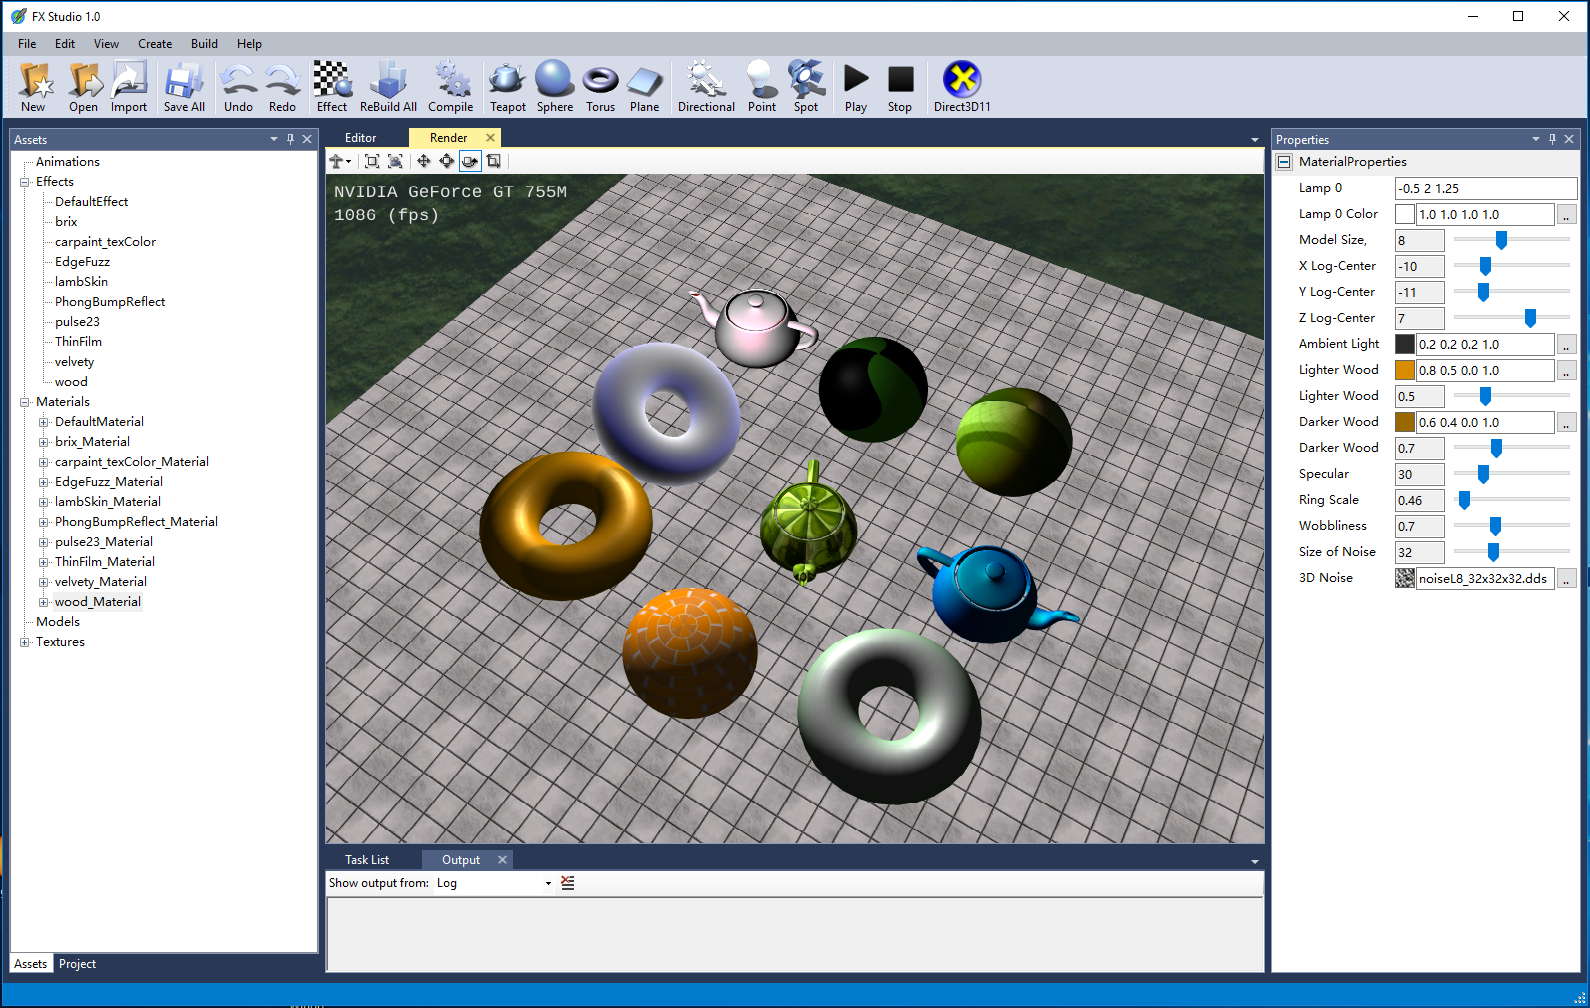 FX Studio 1.0
File Edit View Create Build Help
New Open Import Save All Undo Redo Effect ReBuild All Compile Teapot Sphere Torus Plane Directional Point Spot Play Stop Direct3D11
Assets
Animations
Effects
DefaultEffect
brix
carpaint_texColor
EdgeFuzz
lambSkin
PhongBumpReflect
pulse23
ThinFilm
velvety
wood
Materials
DefaultMaterial
brix_Material
carpaint_texColor_Material
EdgeFuzz_Material
lambSkin_Material
PhongBumpReflect_Material
pulse23_Material
ThinFilm_Material
velvety_Material
wood_Material
Models
Textures
Assets Project
Editor Render
NVIDIA GeForce GT 755M
1086 (fps)
Task List Output
Show output from: Log
Properties
MaterialProperties
Lamp 0 -0.5 2 1.25
Lamp 0 Color 1.0 1.0 1.0 1.0 ..
Model Size, 8
X Log-Center -10
Y Log-Center -11
Z Log-Center 7
Ambient Light 0.2 0.2 0.2 1.0 ..
Lighter Wood 0.8 0.5 0.0 1.0 ..
Lighter Wood 0.5
Darker Wood 0.6 0.4 0.0 1.0 ..
Darker Wood 0.7
Specular 30
Ring Scale 0.46
Wobbliness 0.7
Size of Noise 32
3D Noise noiseL8_32x32x32.dds ..